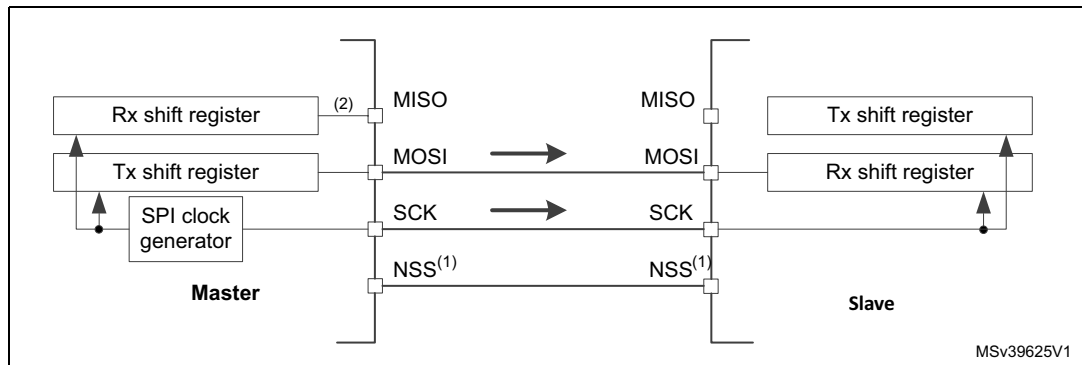 MISO
MISO
Rx shift register
(2)
Tx shift register
MOSI
MOSI
Tx shift register
Rx shift register
SPI clock
generator
SCK
SCK
NSS(1)
NSS(1)
Master
Slave
MSv39625V1